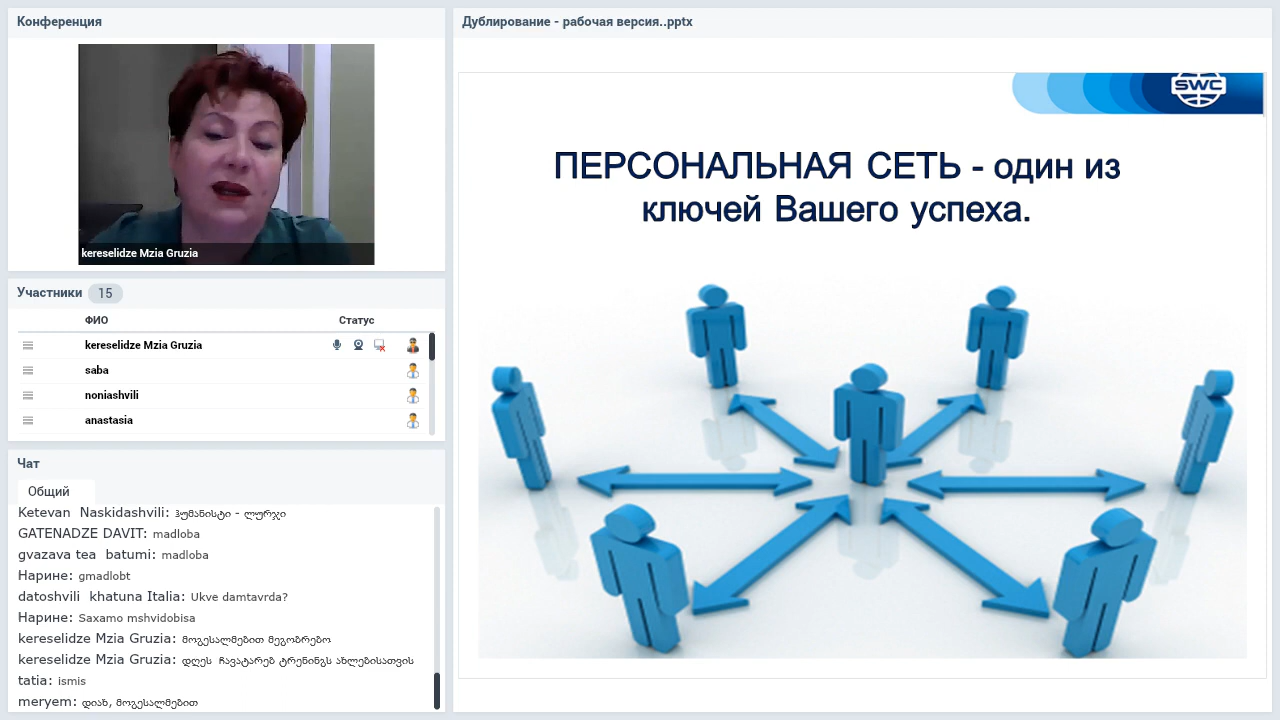 Конференция
kereselidze Mzia Gruzia
Участники 15
ФИО Статус
kereselidze Mzia Gruzia
saba
noniashvili
anastasia
Чат
Общий
Ketevan Naskidashvili: ჰუმანისტი - ლურჯი
GATENADZE DAVIT: madloba
gvazava tea batumi: madloba
Нарине: gmadlobt
datoshvili khatuna Italia: Ukve damtavrda?
Нарине: Saxamo mshvidobisa
kereselidze Mzia Gruzia: მოგესალმებით მეგობრებო
kereselidze Mzia Gruzia: დღეს ჩავატარებ ტრენინგს ახლებისათვის
tatia: ismis
meryem: დიახ, მოგესალმებით
Дублирование - рабочая версия..pptx
SWC
ПЕРСОНАЛЬНАЯ СЕТЬ - один из
ключей Вашего успеха.